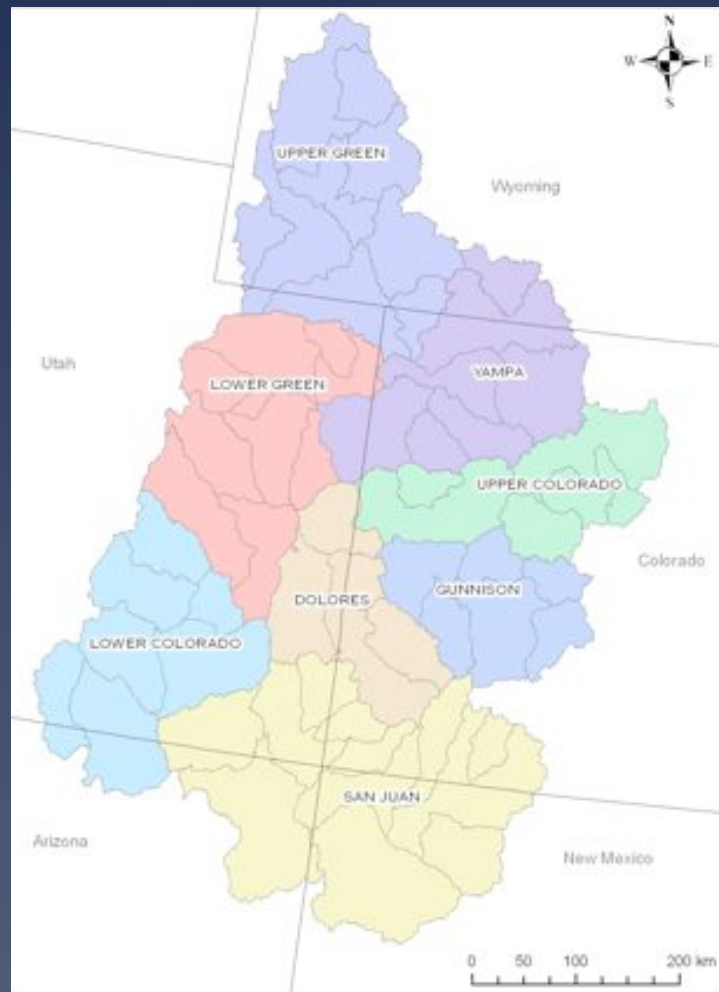 N
W E
S
UPPER GREEN
Wyoming
Utah
YAMPA
LOWER GREEN
UPPER COLORADO
Colorado
GUNNISON
DOLORES
LOWER COLORADO
SAN JUAN
Arizona
New Mexico
0 50 100 200 km